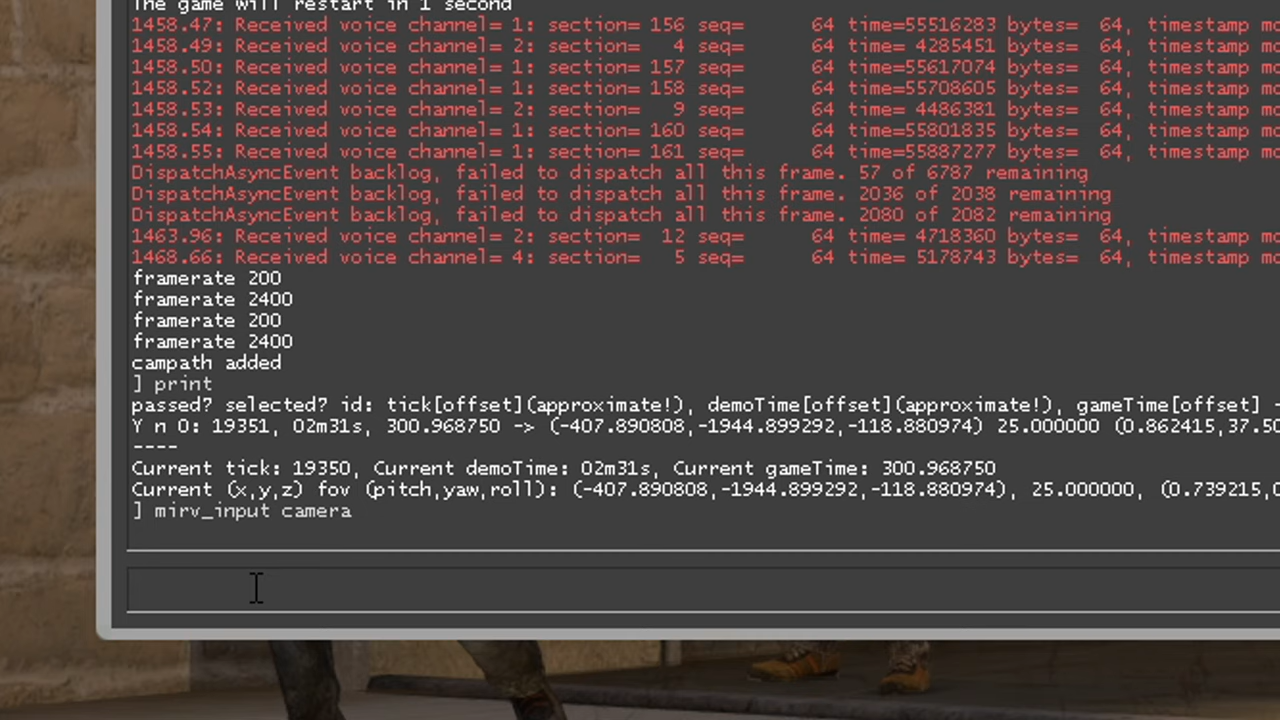 The game will restart in 1 second
1458.47: Received voice channel= 1: section= 156 seq= 64 time=55516283 bytes= 64, timestamp
1458.49: Received voice channel= 2: section= 4 seq= 64 time= 4285451 bytes= 64, timestamp
1458.50: Received voice channel= 1: section= 157 seq= 64 time=55617074 bytes= 64, timestamp
1458.52: Received voice channel= 1: section= 158 seq= 64 time=55708605 bytes= 64, timestamp
1458.53: Received voice channel= 2: section= 9 seq= 64 time= 4486381 bytes= 64, timestamp
1458.54: Received voice channel= 1: section= 160 seq= 64 time=55801835 bytes= 64, timestamp
1458.55: Received voice channel= 1: section= 161 seq= 64 time=55887277 bytes= 64, timestamp
DispatchAsyncEvent backlog, failed to dispatch all this frame. 57 of 6787 remaining
DispatchAsyncEvent backlog, failed to dispatch all this frame. 2036 of 2038 remaining
DispatchAsyncEvent backlog, failed to dispatch all this frame. 2080 of 2082 remaining
1463.96: Received voice channel= 2: section= 12 seq= 64 time= 4718360 bytes= 64, timestamp
1468.66: Received voice channel= 4: section= 5 seq= 64 time= 5178743 bytes= 64, timestamp
framerate 200
framerate 2400
framerate 200
framerate 2400
campath added
] print
passed? selected? id: tick[offset](approximate!), demoTime[offset](approximate!), gameTime[offset] -
Y n 0: 19351, 02m31s, 300.968750 -> (-407.890808,-1944.899292,-118.880974) 25.000000 (0.862415,37.50
----
Current tick: 19350, Current demoTime: 02m31s, Current gameTime: 300.968750
Current (x,y,z) fov (pitch,yaw,roll): (-407.890808,-1944.899292,-118.880974), 25.000000, (0.739215,
] mirv_input camera